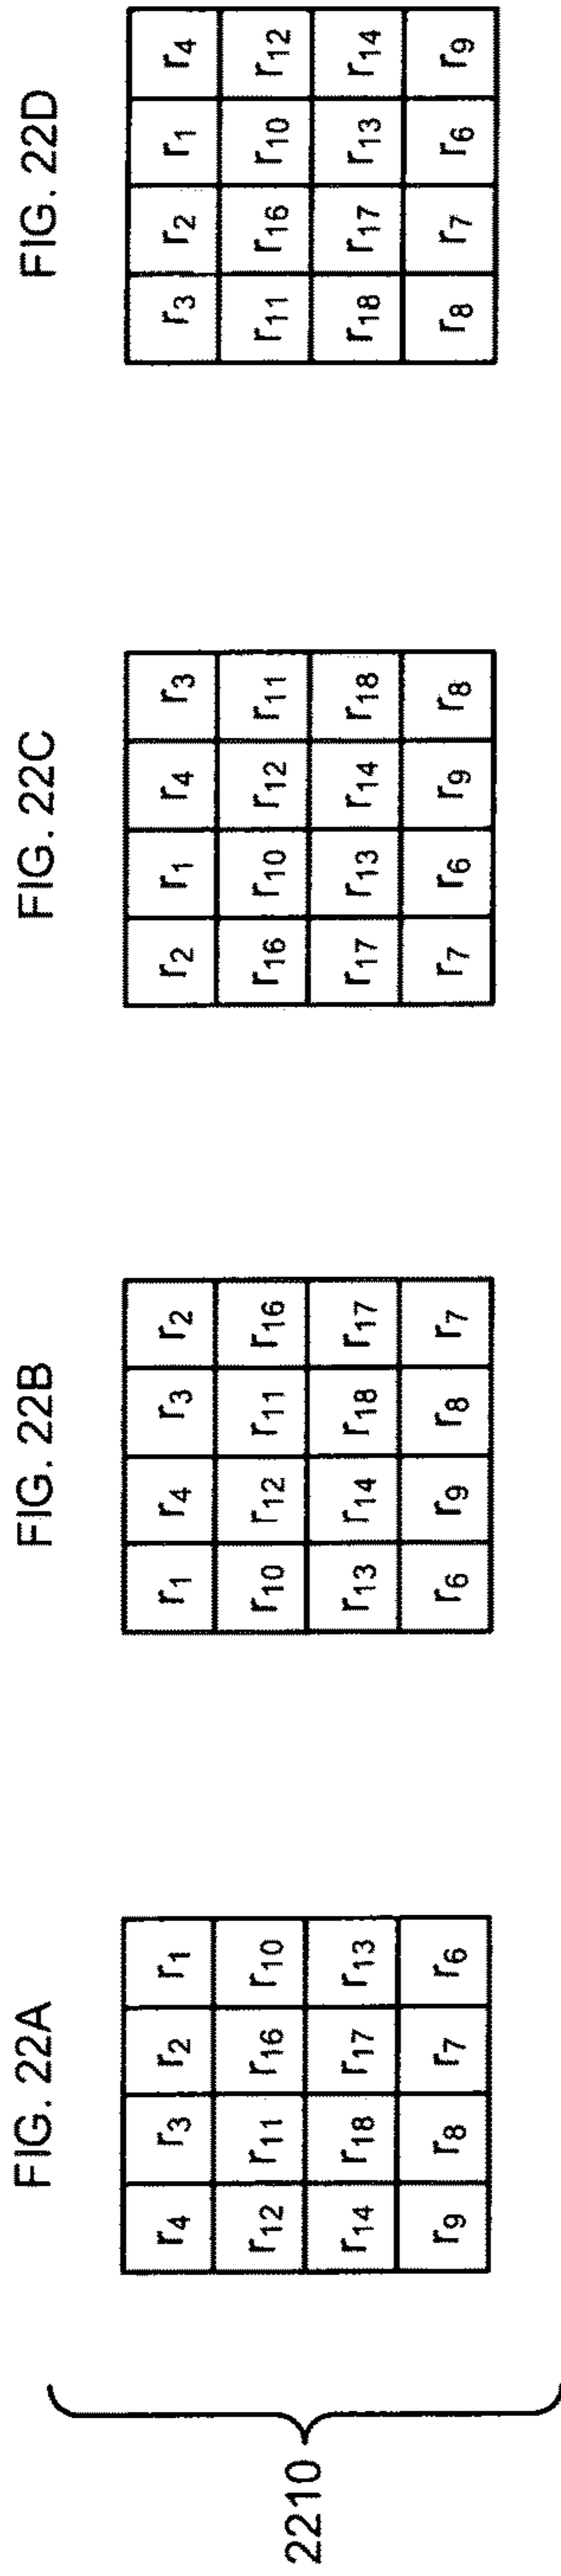 2210
FIG. 22A
r4 r3 r2 r1
r12 r11 r16 r10
r14 r18 r17 r13
r9 r8 r7 r6
FIG. 22B
r1 r4 r3 r2
r10 r12 r11 r16
r13 r14 r18 r17
r6 r9 r8 r7
FIG. 22C
r2 r1 r4 r3
r16 r10 r12 r11
r17 r13 r14 r18
r7 r6 r9 r8
FIG. 22D
r3 r2 r1 r4
r11 r16 r10 r12
r18 r17 r13 r14
r8 r7 r6 r9